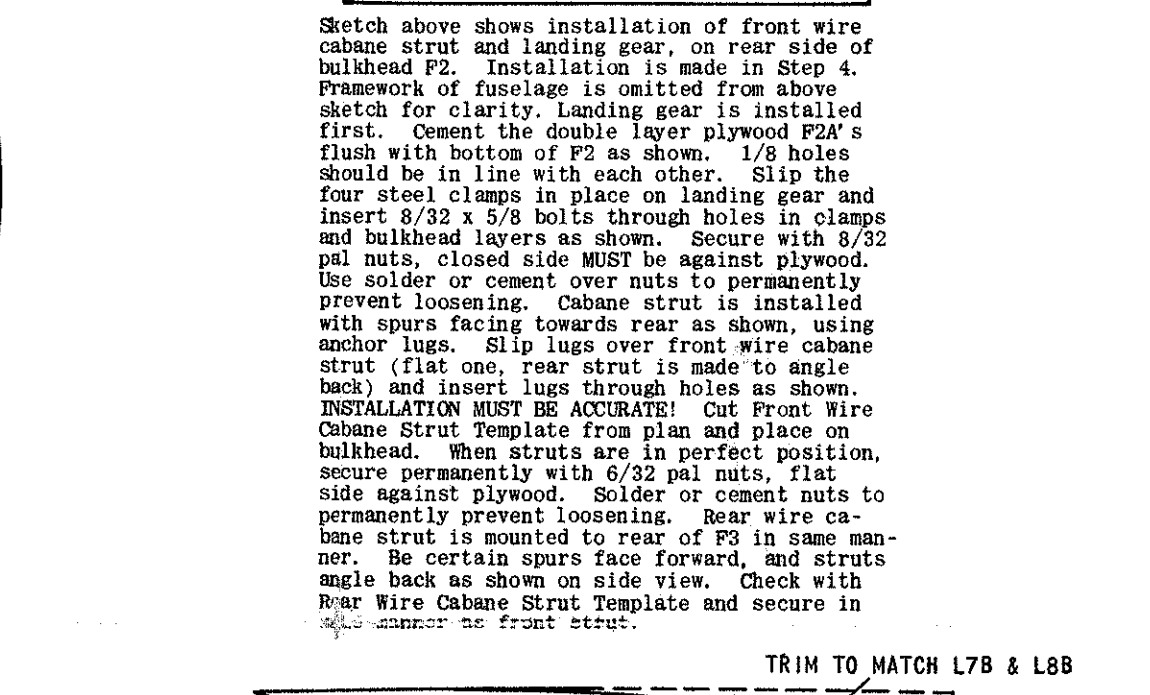 Sketch above shows installation of front wire
cabane strut and landing gear, on rear side of
bulkhead F2. Installation is made in Step 4.
Framework of fuselage is omitted from above
sketch for clarity. Landing gear is installed
first. Cement the double layer plywood F2A's
flush with bottom of F2 as shown. 1/8 holes
should be in line with each other. Slip the
four steel clamps in place on landing gear and
insert 8/32 x 5/8 bolts through holes in clamps
and bulkhead layers as shown. Secure with 8/32
pal nuts, closed side MUST be against plywood.
Use solder or cement over nuts to permanently
prevent loosening. Cabane strut is installed
with spurs facing towards rear as shown, using
anchor lugs. Slip lugs over front wire cabane
strut (flat one, rear strut is made to angle
back) and insert lugs through holes as shown.
INSTALLATION MUST BE ACCURATE! Cut Front Wire
Cabane Strut Template from plan and place on
bulkhead. When struts are in perfect position,
secure permanently with 6/32 pal nuts, flat
side against plywood. Solder or cement nuts to
permanently prevent loosening. Rear wire ca-
bane strut is mounted to rear of F3 in same man-
ner. Be certain spurs face forward, and struts
angle back as shown on side view. Check with
Rear Wire Cabane Strut Template and secure in
manner as front strut.
TRIM TO MATCH L7B & L8B